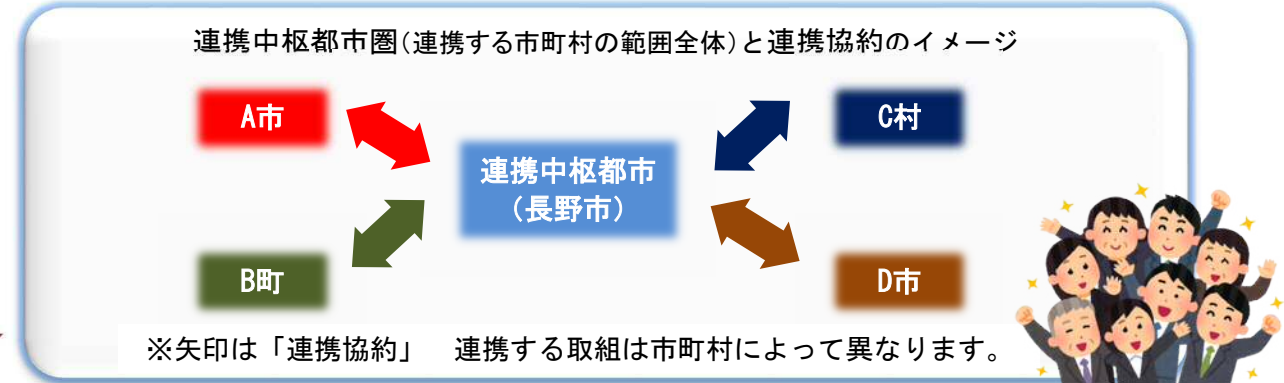 連携中枢都市圏(連携する市町村の範囲全体)と連携協約のイメージ
A市
C村
連携中枢都市
(長野市)
B町
D市
※矢印は「連携協約」　連携する取組は市町村によって異なります。